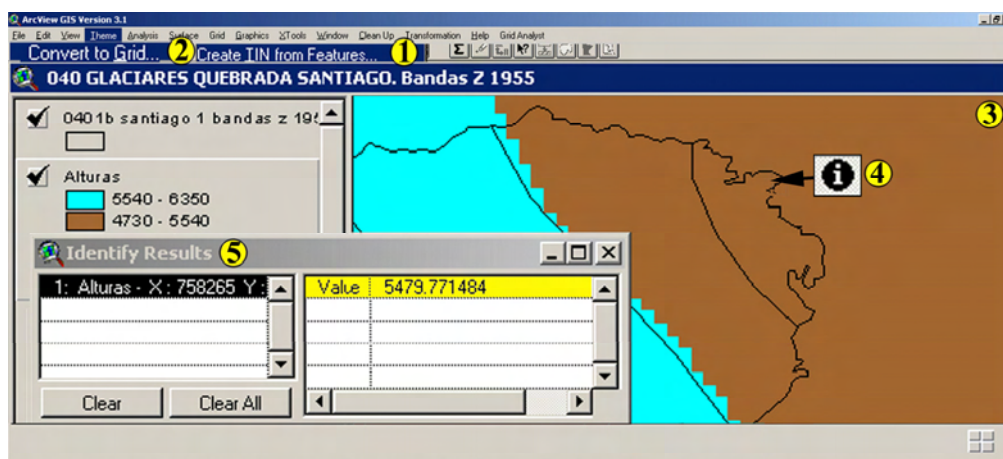 ArcView GIS Version 3.1
File Edit View Theme Analysis Surface Grid Graphics XTools Window Clean Up Transformation Help Grid Analyst
Convert to Grid... 2 Create TIN from Features... 1
040 GLACIARES QUEBRADA SANTIAGO. Bandas Z 1955
3
0401b santiago 1 bandas z 195
Alturas
5540 - 6350
4730 - 5540
i 4
Identify Results 5
1: Alturas - X : 758265 Y :
Value 5479.771484
Clear Clear All